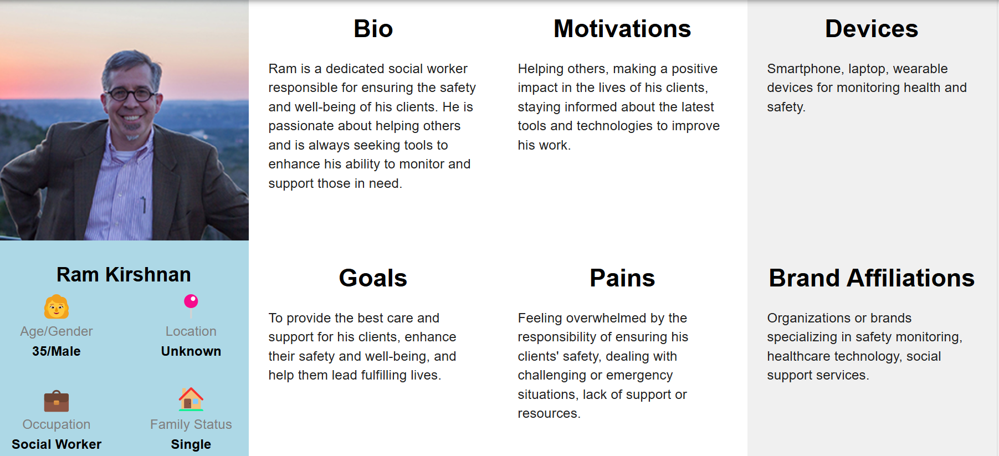 Bio
Ram is a dedicated social worker
responsible for ensuring the safety
and well-being of his clients. He is
passionate about helping others
and is always seeking tools to
enhance his ability to monitor and
support those in need.
Motivations
Helping others, making a positive
impact in the lives of his clients,
staying informed about the latest
tools and technologies to improve
his work.
Devices
Smartphone, laptop, wearable
devices for monitoring health and
safety.
Ram Kirshnan
Age/Gender
35/Male
Location
Unknown
Occupation
Social Worker
Family Status
Single
Goals
To provide the best care and
support for his clients, enhance
their safety and well-being, and
help them lead fulfilling lives.
Pains
Feeling overwhelmed by the
responsibility of ensuring his
clients' safety, dealing with
challenging or emergency
situations, lack of support or
resources.
Brand Affiliations
Organizations or brands
specializing in safety monitoring,
healthcare technology, social
support services.